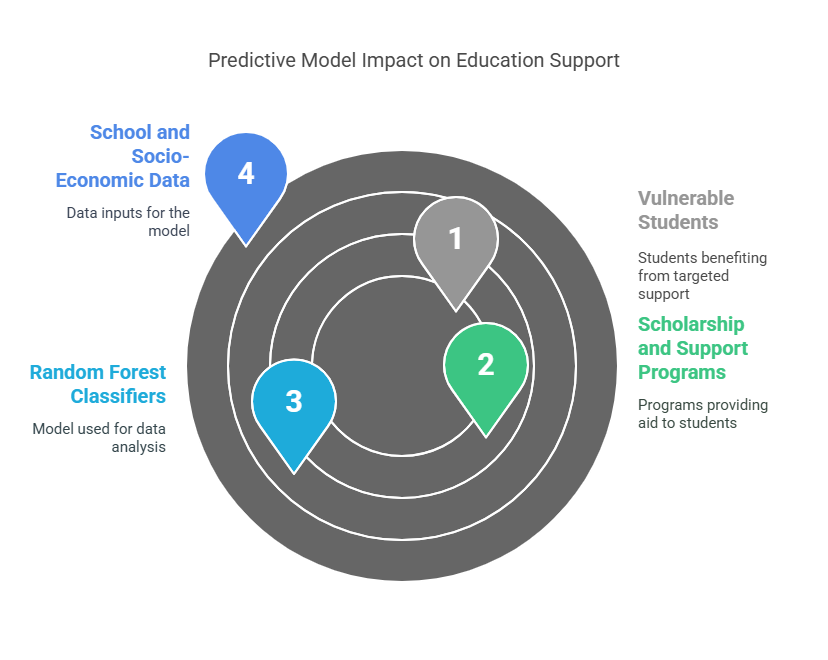 Predictive Model Impact on Education Support
School and
Socio-
Economic Data
Data inputs for the
model
4
1
Vulnerable
Students
Students benefiting
from targeted
support
2
Scholarship
and Support
Programs
Programs providing
aid to students
Random Forest
Classifiers
Model used for data
analysis
3